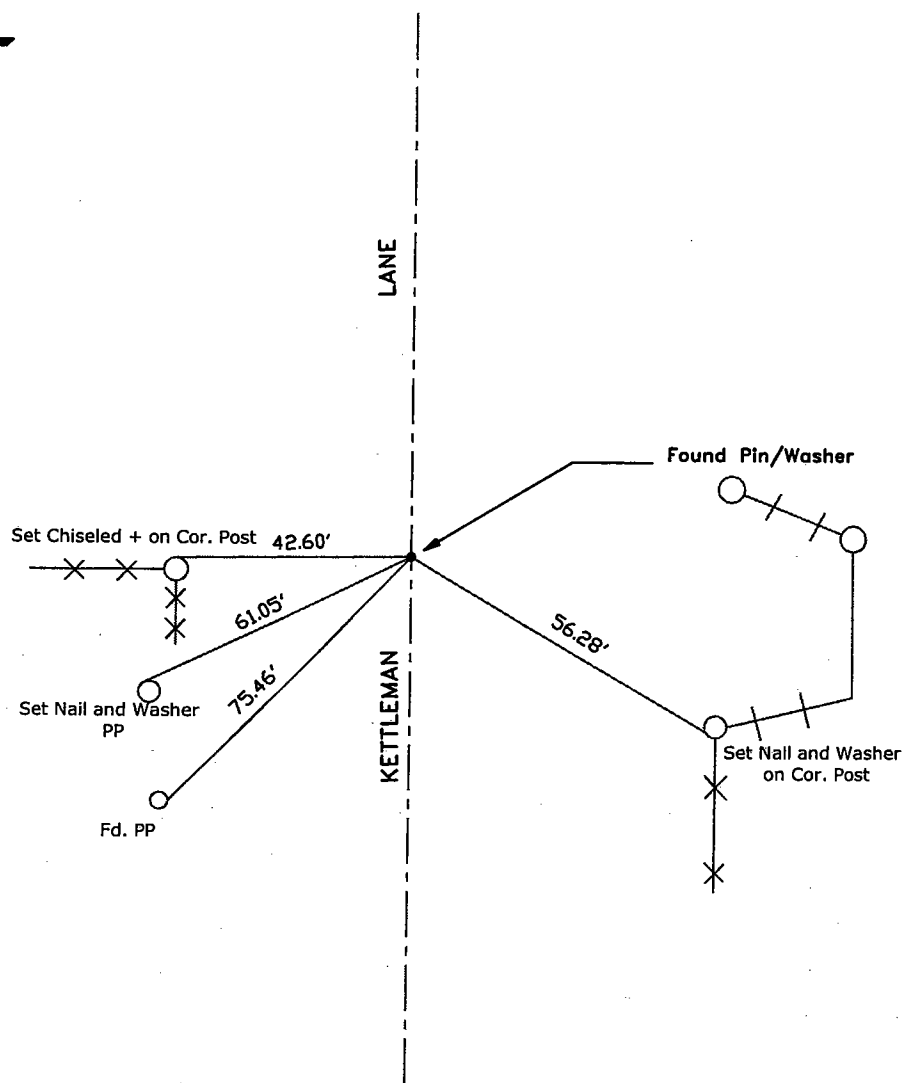 LANE
Found Pin/Washer
Set Chiseled + on Cor. Post
42.60'
61.05'
56.28'
75.46'
KETTLEMAN
Set Nail and Washer
PP
Set Nail and Washer
on Cor. Post
Fd. PP